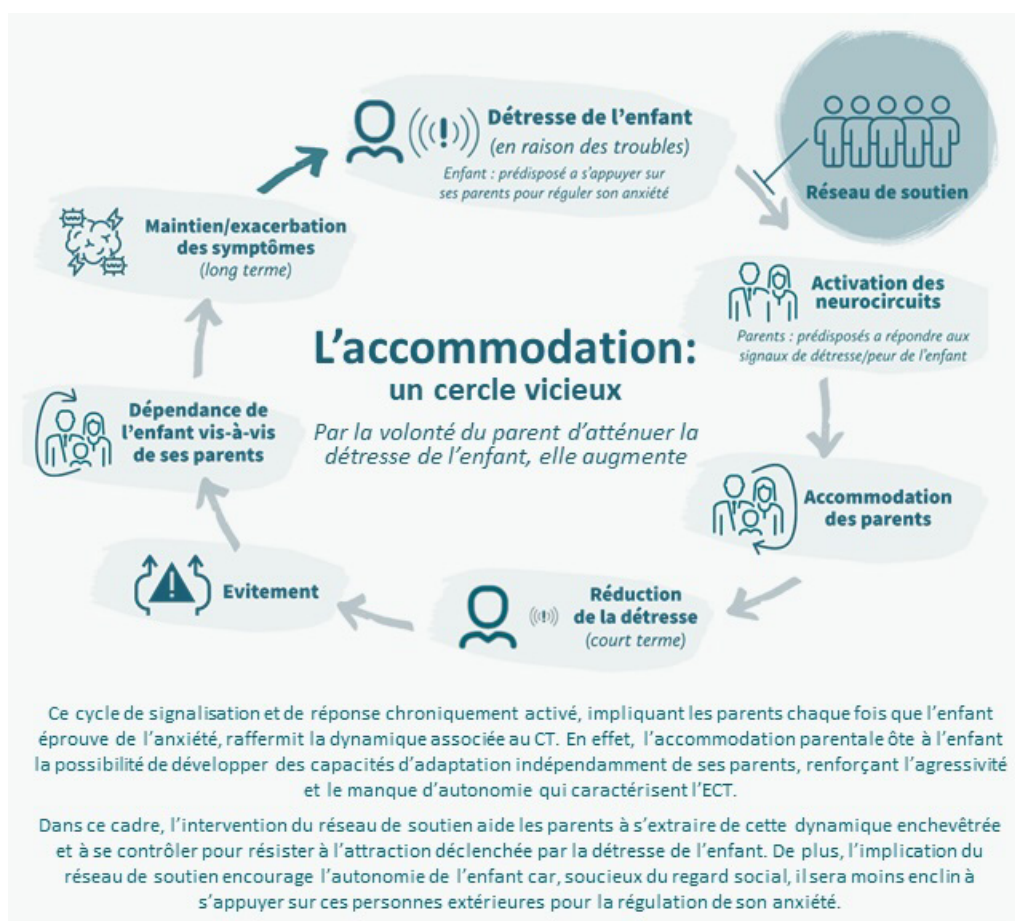 Détresse de l’enfant
(en raison des troubles)
Enfant : prédisposé a s’appuyer sur
ses parents pour réguler son anxiété
Réseau de soutien
Activation des
neurocircuits
Parents : prédisposés a répondre aux
signaux de détresse/peur de l’enfant
Accommodation
des parents
Réduction
de la détresse
(court terme)
Evitement
Dépendance de
l’enfant vis-à-vis
de ses parents
Maintien/exacerbation
des symptômes
(long terme)
L’accommodation:
un cercle vicieux
Par la volonté du parent d’atténuer la
détresse de l’enfant, elle augmente
Ce cycle de signalisation et de réponse chroniquement activé, impliquant les parents chaque fois que l’enfant
éprouve de l’anxiété, raffermit la dynamique associée au CT. En effet, l’accommodation parentale ôte à l’enfant
la possibilité de développer des capacités d’adaptation indépendamment de ses parents, renforçant l’agressivité
et le manque d’autonomie qui caractérisent l’ECT.
Dans ce cadre, l’intervention du réseau de soutien aide les parents à s’extraire de cette dynamique enchevêtrée
et à se contrôler pour résister à l’attraction déclenchée par la détresse de l’enfant. De plus, l’implication du
réseau de soutien encourage l’autonomie de l’enfant car, soucieux du regard social, il sera moins enclin à
s’appuyer sur ces personnes extérieures pour la régulation de son anxiété.